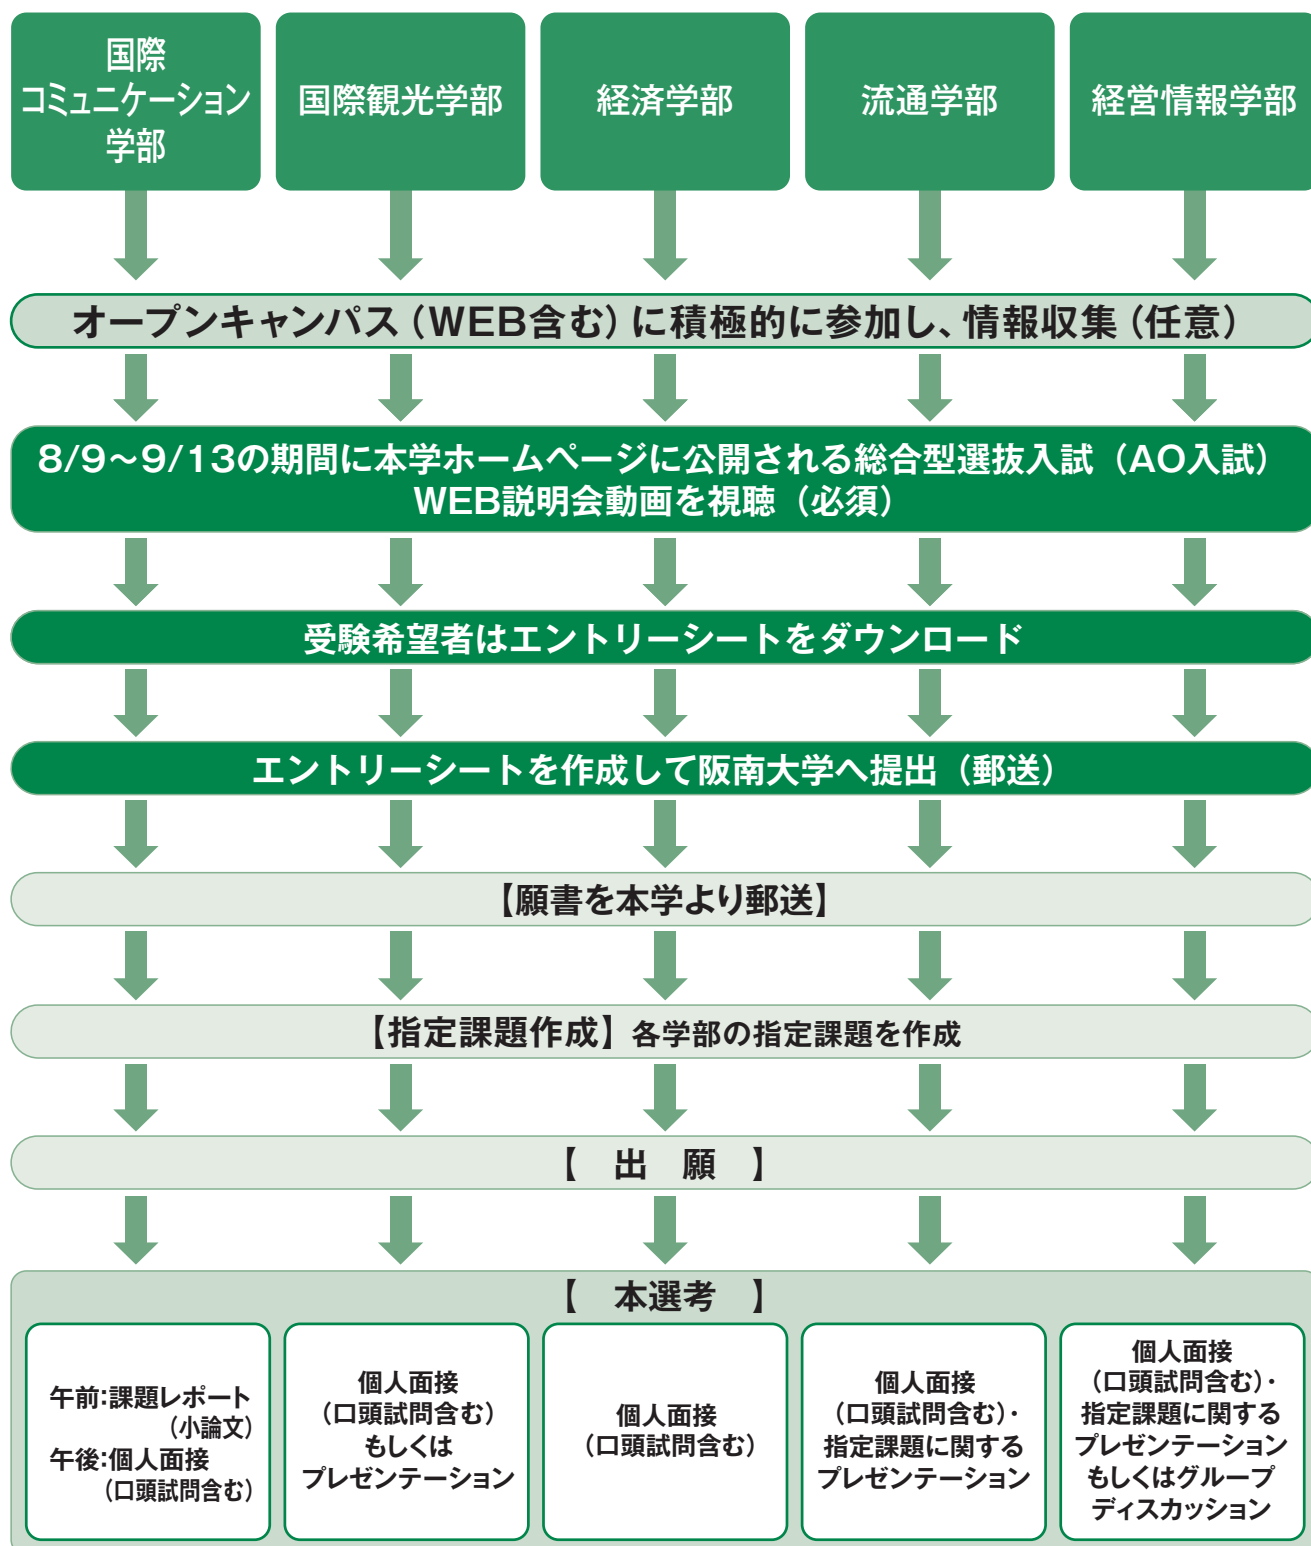 国際
コミュニケーション
学部
国際観光学部
経済学部
流通学部
経営情報学部
オープンキャンパス（WEB含む）に積極的に参加し、情報収集（任意）
8/9〜9/13の期間に本学ホームページに公開される総合型選抜入試（AO入試）
WEB説明会動画を視聴（必須）
受験希望者はエントリーシートをダウンロード
エントリーシートを作成して阪南大学へ提出（郵送）
【願書を本学より郵送】
【指定課題作成】各学部の指定課題を作成
【　出　願　】
【　本選考　】
午前：課題レポート
（小論文）
午後：個人面接
（口頭試問含む）
個人面接
（口頭試問含む）
もしくは
プレゼンテーション
個人面接
（口頭試問含む）
個人面接
（口頭試問含む）・
指定課題に関する
プレゼンテーション
個人面接
（口頭試問含む）・
指定課題に関する
プレゼンテーション
もしくはグループ
ディスカッション